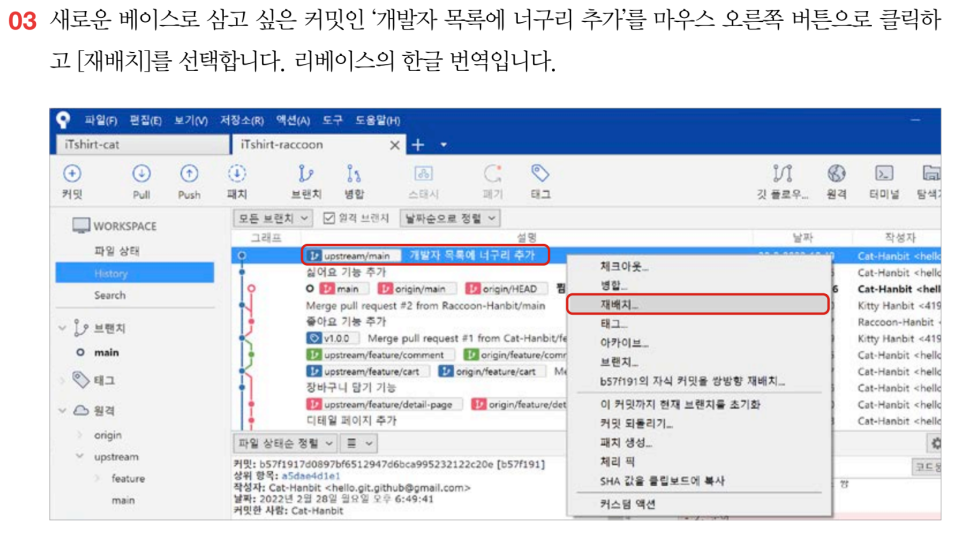 03 새로운 베이스로 삼고 싶은 커밋인 ‘개발자 목록에 너구리 추가’를 마우스 오른쪽 버튼으로 클릭하
고 [재배치]를 선택합니다. 리베이스의 한글 번역입니다.
파일(F) 편집(E) 보기(V) 저장소(R) 액션(A) 도구 도움말(H)
iTshirt-cat iTshirt-raccoon
커밋 Pull Push 패치 브랜치 병합 스태시 폐기 태그 깃 플로우... 원격 터미널 탐색
WORKSPACE
파일 상태
History
Search
브랜치
main
태그
원격
origin
upstream
feature
main
모든 브랜치 원격 브랜치 날짜순으로 정렬
그래프 설명 날짜 작성자
upstream/main 개발자 목록에 너구리 추가 Cat-Hanbit <hello
싫어요 기능 추가 Cat-Hanbit <hello
main origin/main origin/HEAD Cat-Hanbit <hell
Merge pull request #2 from Raccoon-Hanbit/main Kitty Hanbit <419
좋아요 기능 추가 Raccoon-Hanbit
v1.0.0 Merge pull request #1 from Cat-Hanbit/fe Kitty Hanbit <419
upstream/feature/comment origin/feature/comr Cat-Hanbit <hello
upstream/feature/cart origin/feature/cart Me Cat-Hanbit <hello
장바구니 담기 기능 Cat-Hanbit <hello
upstream/feature/detail-page origin/feature/det Cat-Hanbit <hello
디테일 페이지 추가 Cat-Hanbit <hello
체크아웃...
병합...
재배치...
태그...
아카이브...
브랜치...
b57f191의 자식 커밋을 쌍방향 재배치...
이 커밋까지 현재 브랜치를 초기화
커밋 되돌리기...
패치 생성...
체리 픽
SHA 값을 클립보드에 복사
커스텀 액션
파일 상태순 정렬
커밋: b57f1917d0897bf6512947d6bca995232122c20e [b57f191]
상위 항목: a5dae4d1e1
작성자: Cat-Hanbit <hello.git.github@gmail.com>
날짜: 2022년 2월 28일 월요일 오후 6:49:41
커밋한 사람: Cat-Hanbit